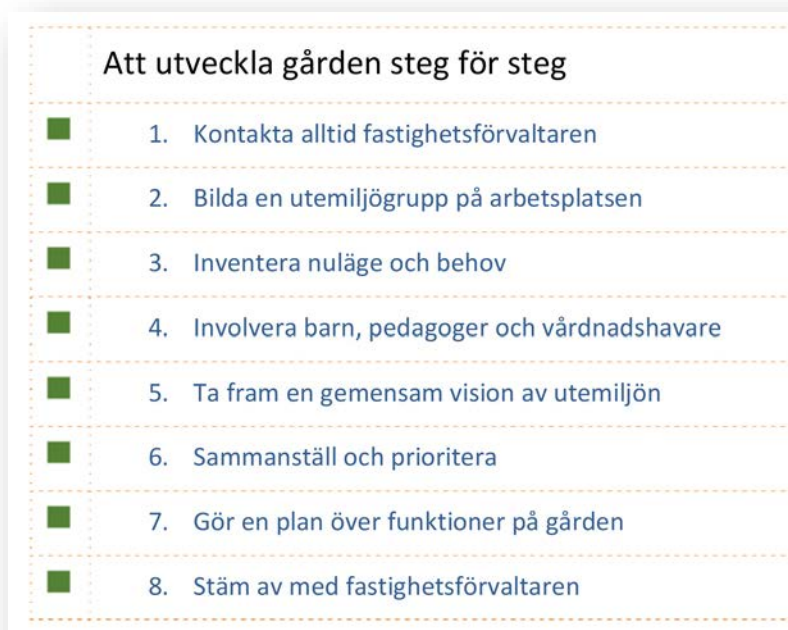 Att utveckla gården steg för steg
1. Kontakta alltid fastighetsförvaltaren
2. Bilda en utemiljögrupp på arbetsplatsen
3. Inventera nuläge och behov
4. Involvera barn, pedagoger och vårdnadshavare
5. Ta fram en gemensam vision av utemiljön
6. Sammanställ och prioritera
7. Gör en plan över funktioner på gården
8. Stäm av med fastighetsförvaltaren